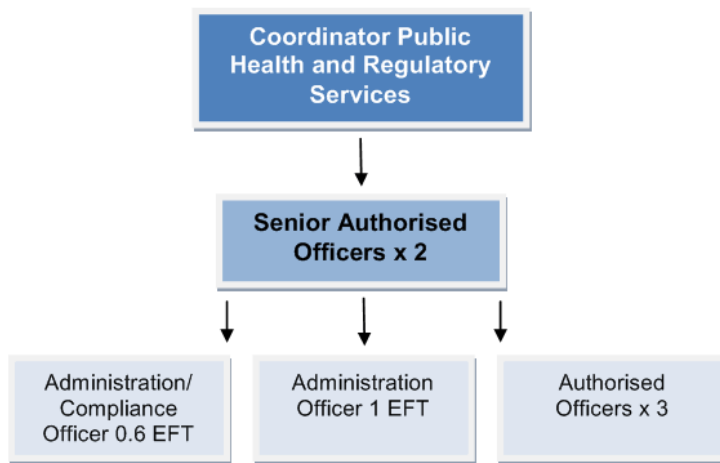 Coordinator Public
Health and Regulatory
Services
Senior Authorised
Officers x 2
Administration/
Compliance
Officer 0.6 EFT
Administration
Officer 1 EFT
Authorised
Officers x 3